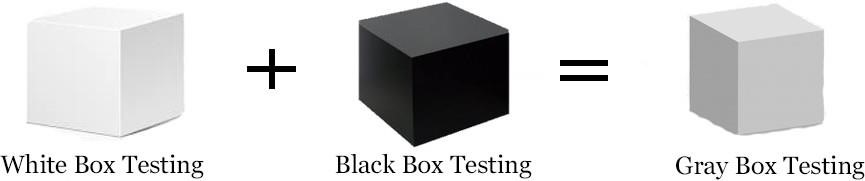 White Box Testing
+
Black Box Testing
=
Gray Box Testing